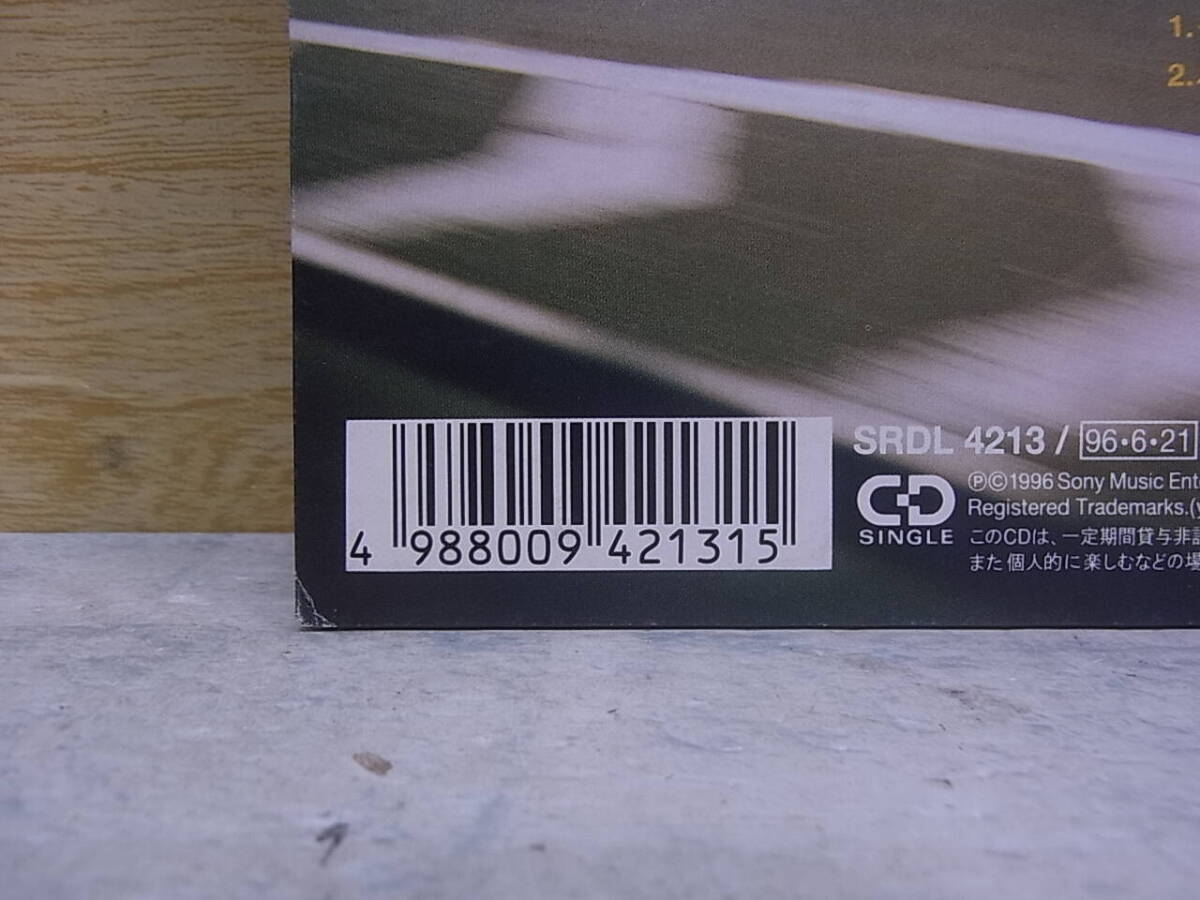 1.
2.
SRDL 4213 / 96•6•21
CD
SINGLE
ⓅⒸ1996 Sony Music
Registered Trademarks.
このCDは、一定期間貸与非
また個人的に楽しむなどの場
4 988009 421315